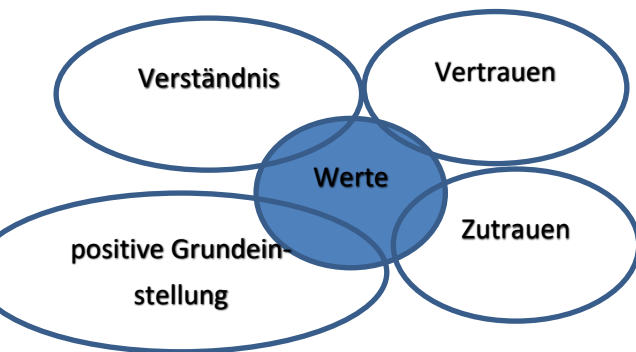 Verständnis
Vertrauen
Werte
Zutrauen
positive Grundein-
stellung